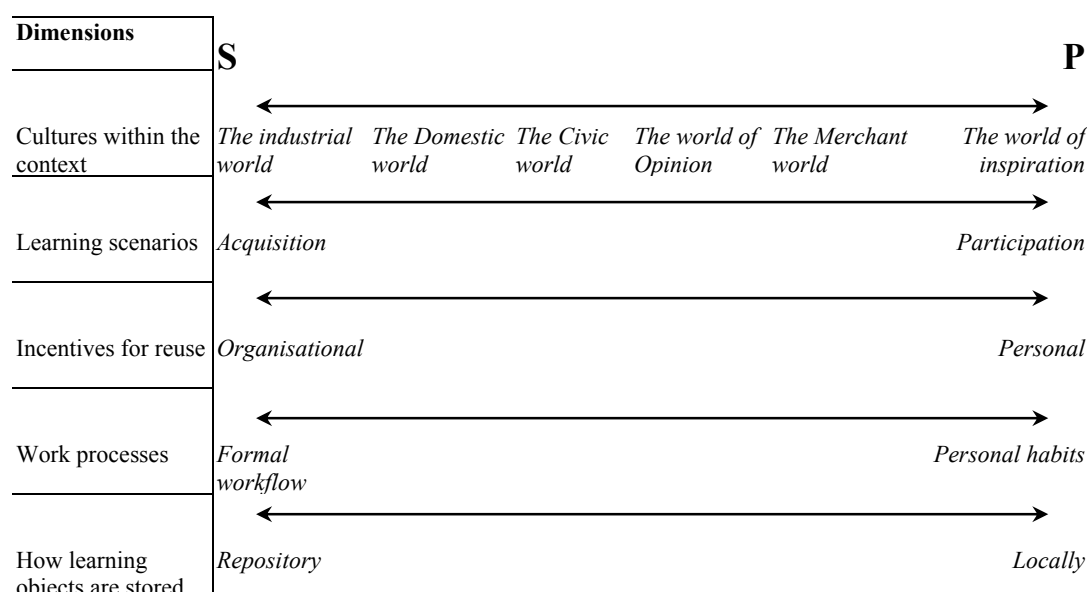 Dimensions
S P
Cultures within the The industrial The Domestic The Civic The world of The Merchant The world of
context world world world Opinion world inspiration
Learning scenarios Acquisition Participation
Incentives for reuse Organisational Personal
Work processes Formal Personal habits
workflow
How learning Repository Locally
objects are stored